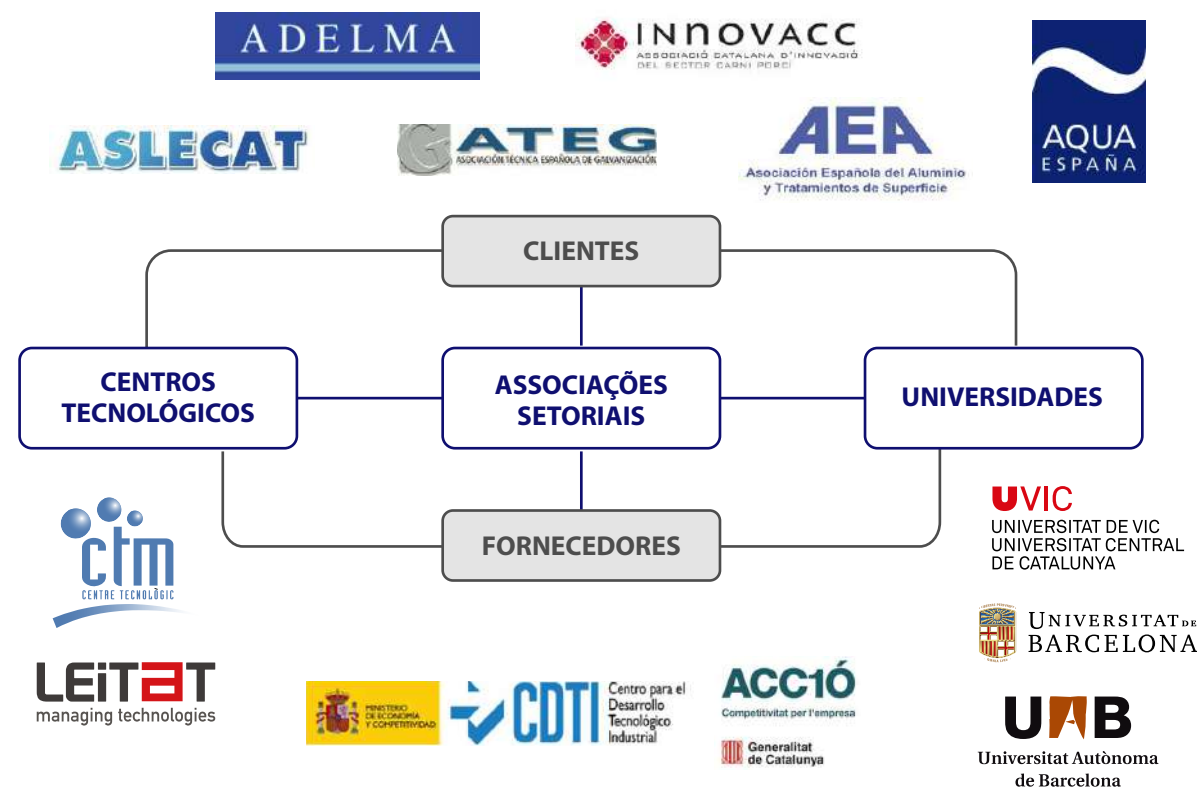 ADELMA
INNOVACC
ASSOCIACIÓ CATALANA D'INNOVACIÓ
DEL SECTOR CARNI PORCÍ
AQUA
ESPAÑA
ASLECAT
G ATEG
ASOCIACIÓN TÉCNICA ESPAÑOLA DE GALVANIZACIÓN
AEA
Asociación Española del Aluminio
y Tratamientos de Superficie
CLIENTES
CENTROS
TECNOLÓGICOS
ASSOCIAÇÕES
SETORIAIS
UNIVERSIDADES
FORNECEDORES
ctm
CENTRE TECNOLÒGIC
UVIC
UNIVERSITAT DE VIC
UNIVERSITAT CENTRAL
DE CATALUNYA
UNIVERSITAT DE
BARCELONA
LEITAT
managing technologies
MINISTERIO
DE ECONOMÍA
Y COMPETITIVIDAD
CDTI
Centro para el
Desarrollo
Tecnológico
Industrial
ACC1Ó
Competitivitat per l'empresa
Generalitat
de Catalunya
UAB
Universitat Autònoma
de Barcelona